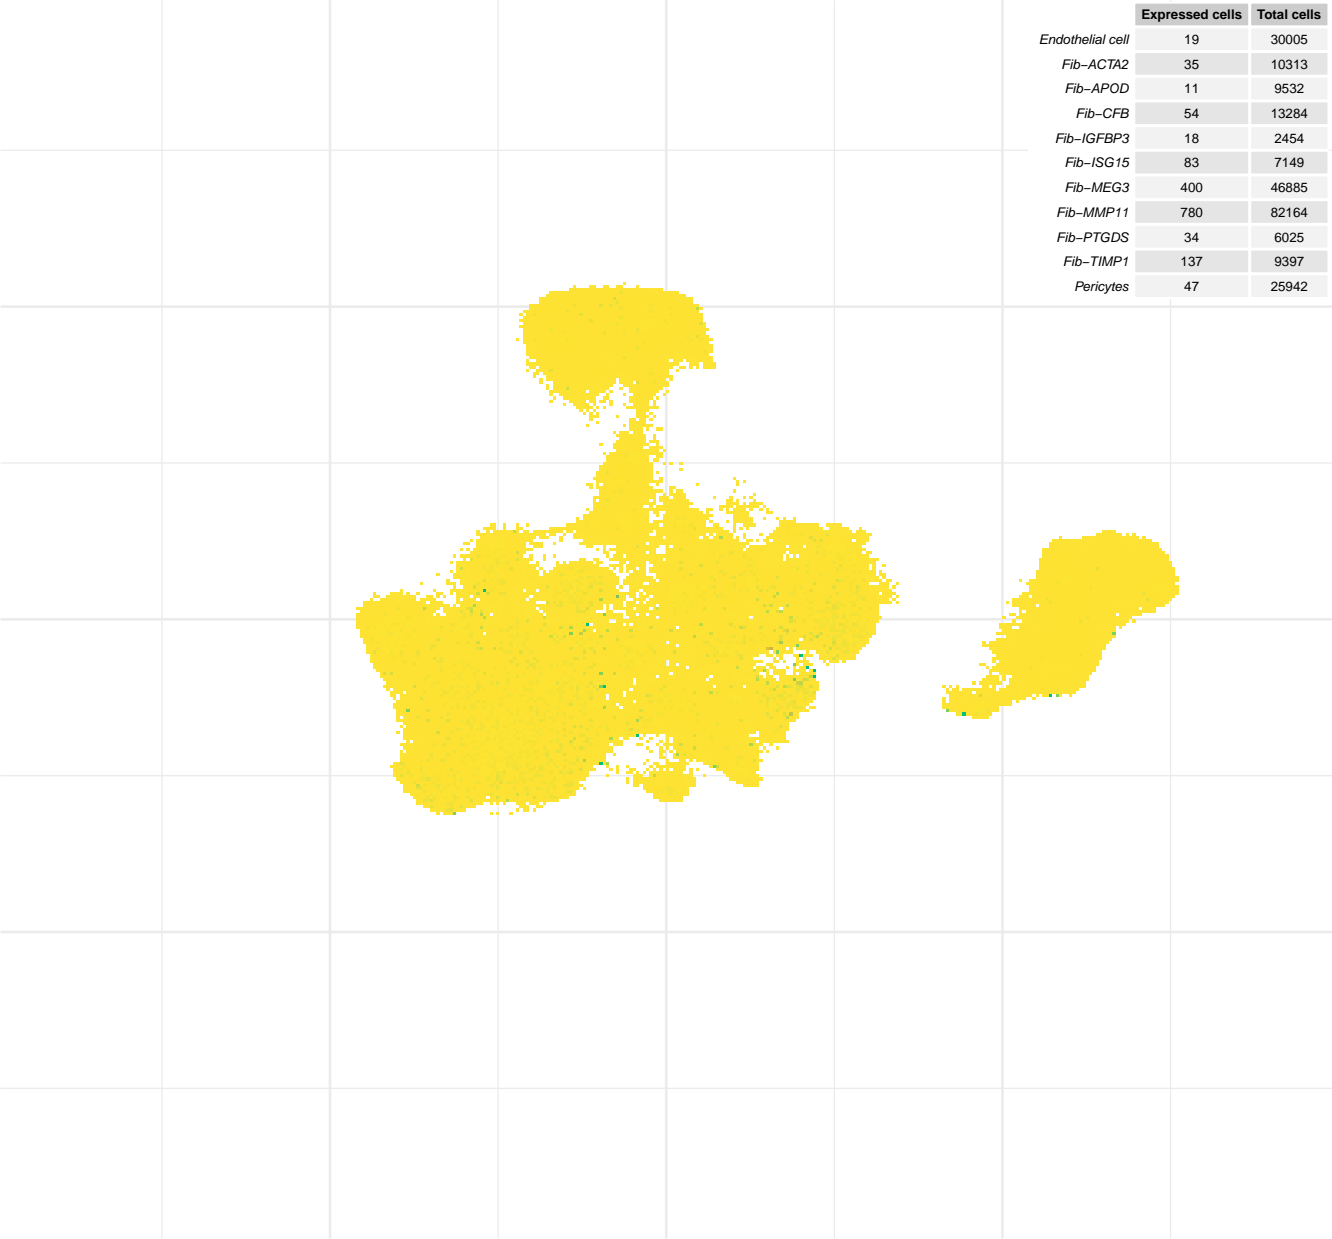 Expressed cells Total cells
Endothelial cell 19 30005
Fib−ACTA2 35 10313
Fib−APOD 11 9532
Fib−CFB 54 13284
Fib−IGFBP3 18 2454
Fib−ISG15 83 7149
Fib−MEG3 400 46885
Fib−MMP11 780 82164
Fib−PTGDS 34 6025
Fib−TIMP1 137 9397
Pericytes 47 25942